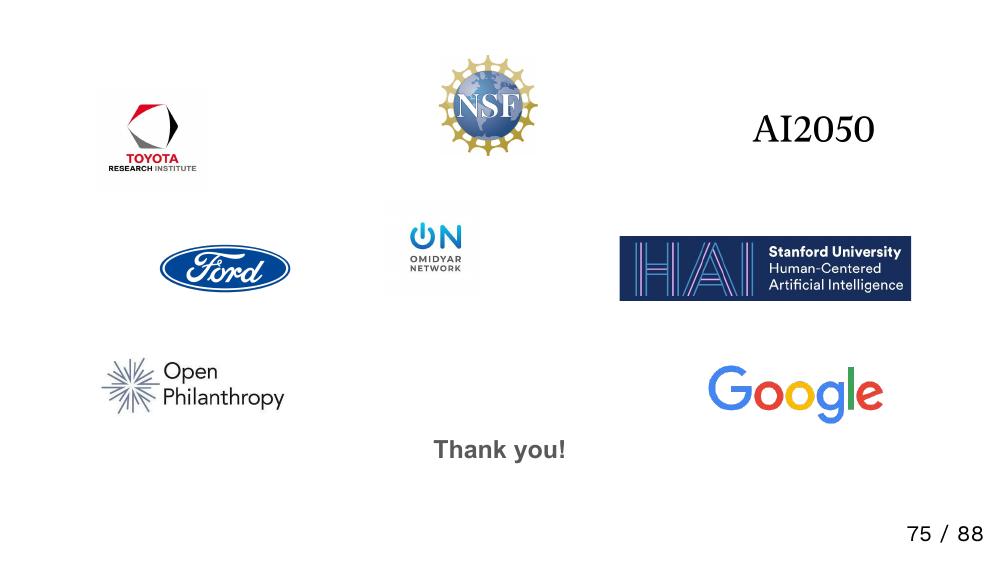 NSF
TOYOTA
RESEARCH INSTITUTE
AI2050
ON
OMIDYAR
NETWORK
Ford
HAI
Stanford University
Human-Centered
Artificial Intelligence
Open
Philanthropy
Google
Thank you!
75 / 88